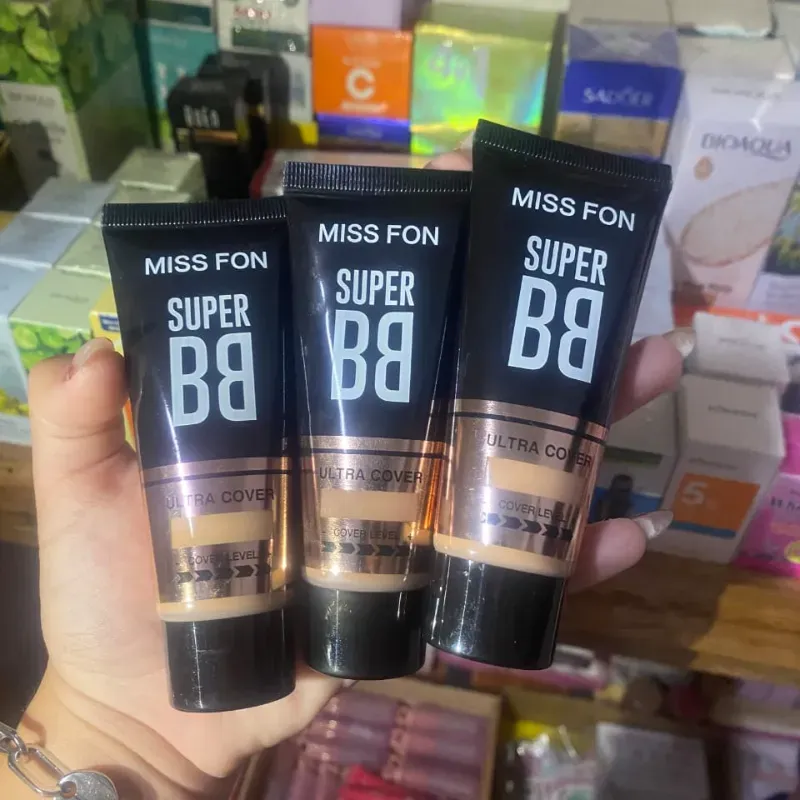 MISS FON
SUPER
BB
ULTRA COVER
- COVER LEVEL +
MISS FON
SUPER
BB
ULTRA COVER
- COVER LEVEL +
MISS FON
SUPER
BB
ULTRA COVER
- COVER LEVEL +
C
SADOER
BIOAQUA
5